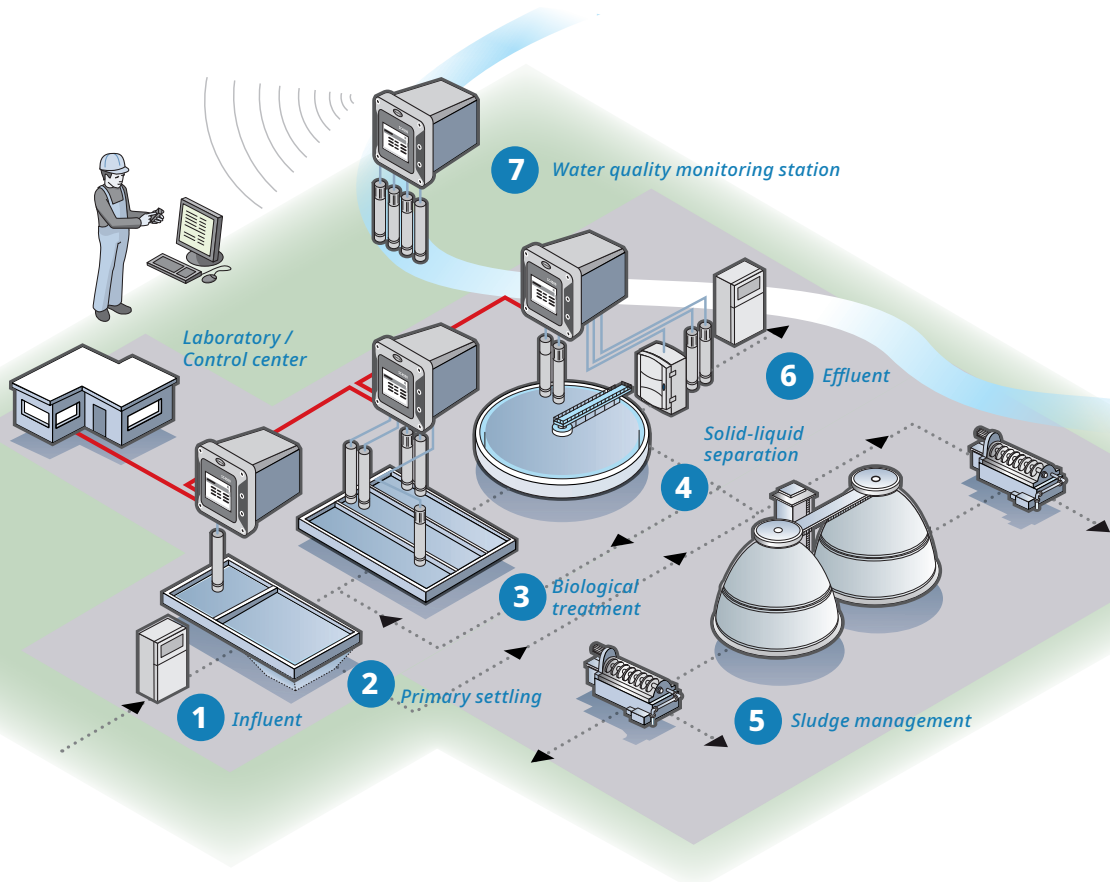 7
Water quality monitoring station
Laboratory /
Control center
6
Effluent
Solid-liquid
separation
4
3
Biological
treatment
2
Primary settling
1
Influent
5
Sludge management